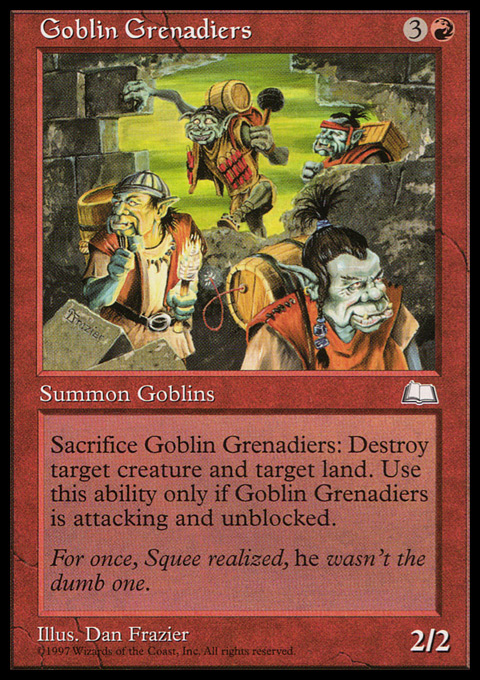 Goblin Grenadiers 3
DFrazier
Summon Goblins
Sacrifice Goblin Grenadiers: Destroy
target creature and target land. Use
this ability only if Goblin Grenadiers
is attacking and unblocked.
For once, Squee realized, he wasn't the
dumb one.
Illus. Dan Frazier
©1997 Wizards of the Coast, Inc. All rights reserved.
2/2